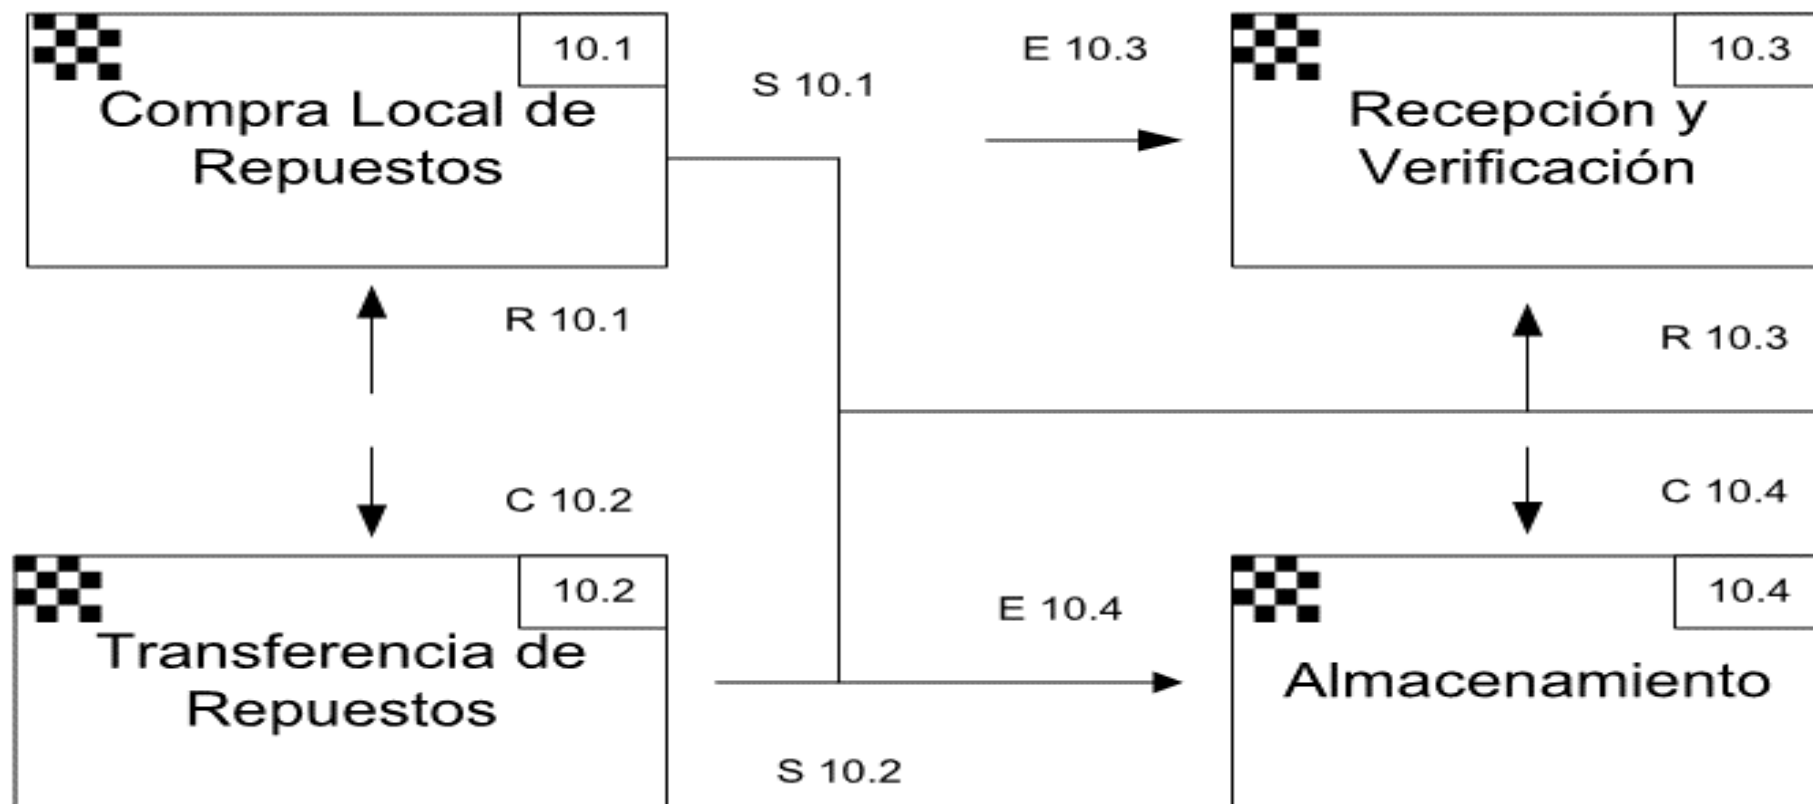 10.1
Compra Local de
Repuestos
S 10.1
E 10.3
10.3
Recepción y
Verificación
R 10.1
R 10.3
C 10.2
C 10.4
10.2
Transferencia de
Repuestos
E 10.4
S 10.2
10.4
Almacenamiento